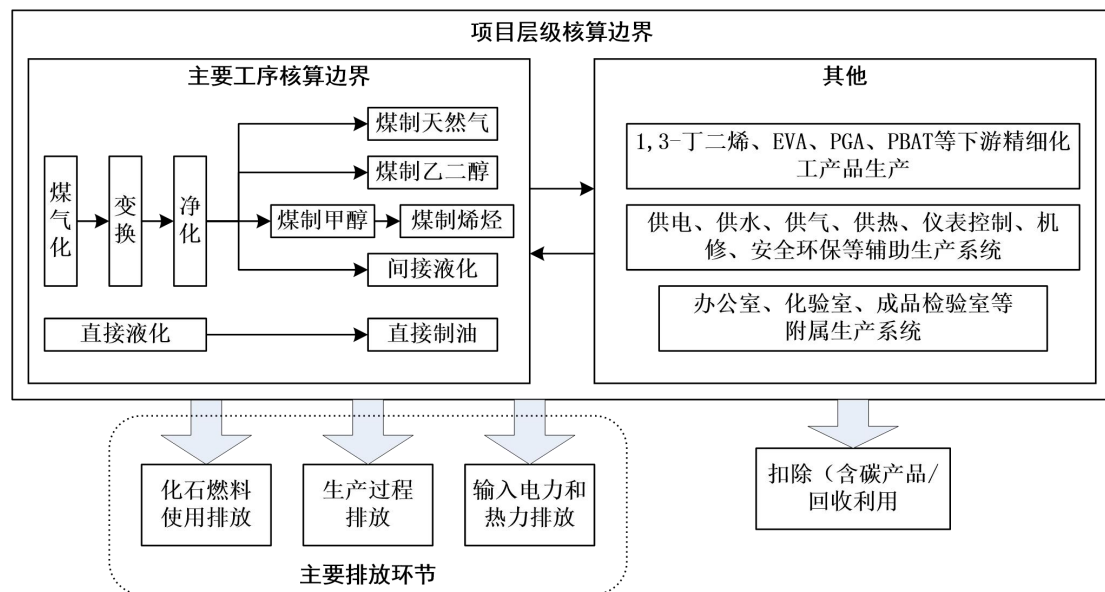 项目层级核算边界
主要工序核算边界
煤气化
变换
净化
煤制天然气
煤制乙二醇
煤制甲醇
煤制烯烃
间接液化
直接液化
直接制油
其他
1,3-丁二烯、EVA、PGA、PBAT等下游精细化
工产品生产
供电、供水、供气、供热、仪表控制、机
修、安全环保等辅助生产系统
办公室、化验室、成品检验室等
附属生产系统
化石燃料
使用排放
生产过程
排放
输入电力和
热力排放
主要排放环节
扣除（含碳产品/
回收利用